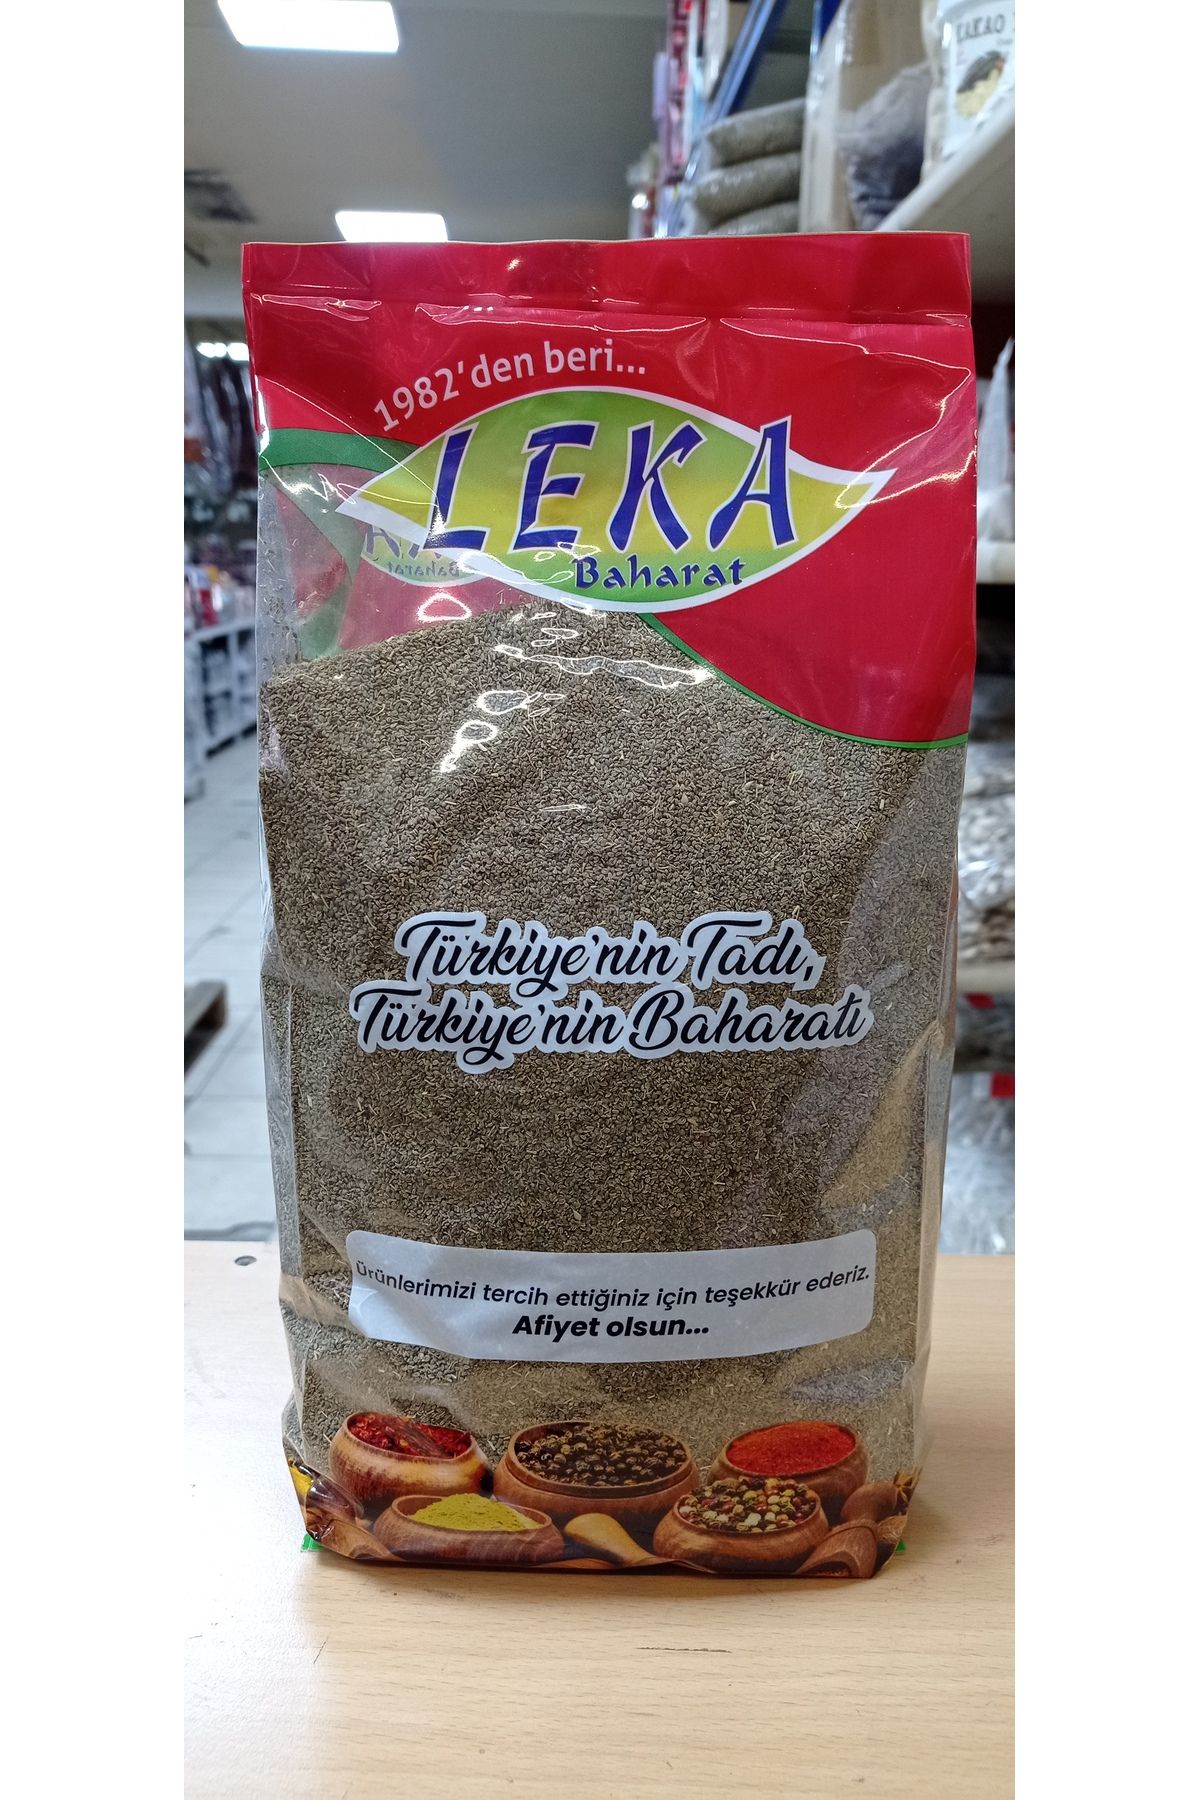 KAKAO
1982'den beri...
LEKA
Baharat
Türkiye'nin Tadı,
Türkiye'nin Baharatı
Ürünlerimizi tercih ettiğiniz için teşekkür ederiz.
Afiyet olsun...